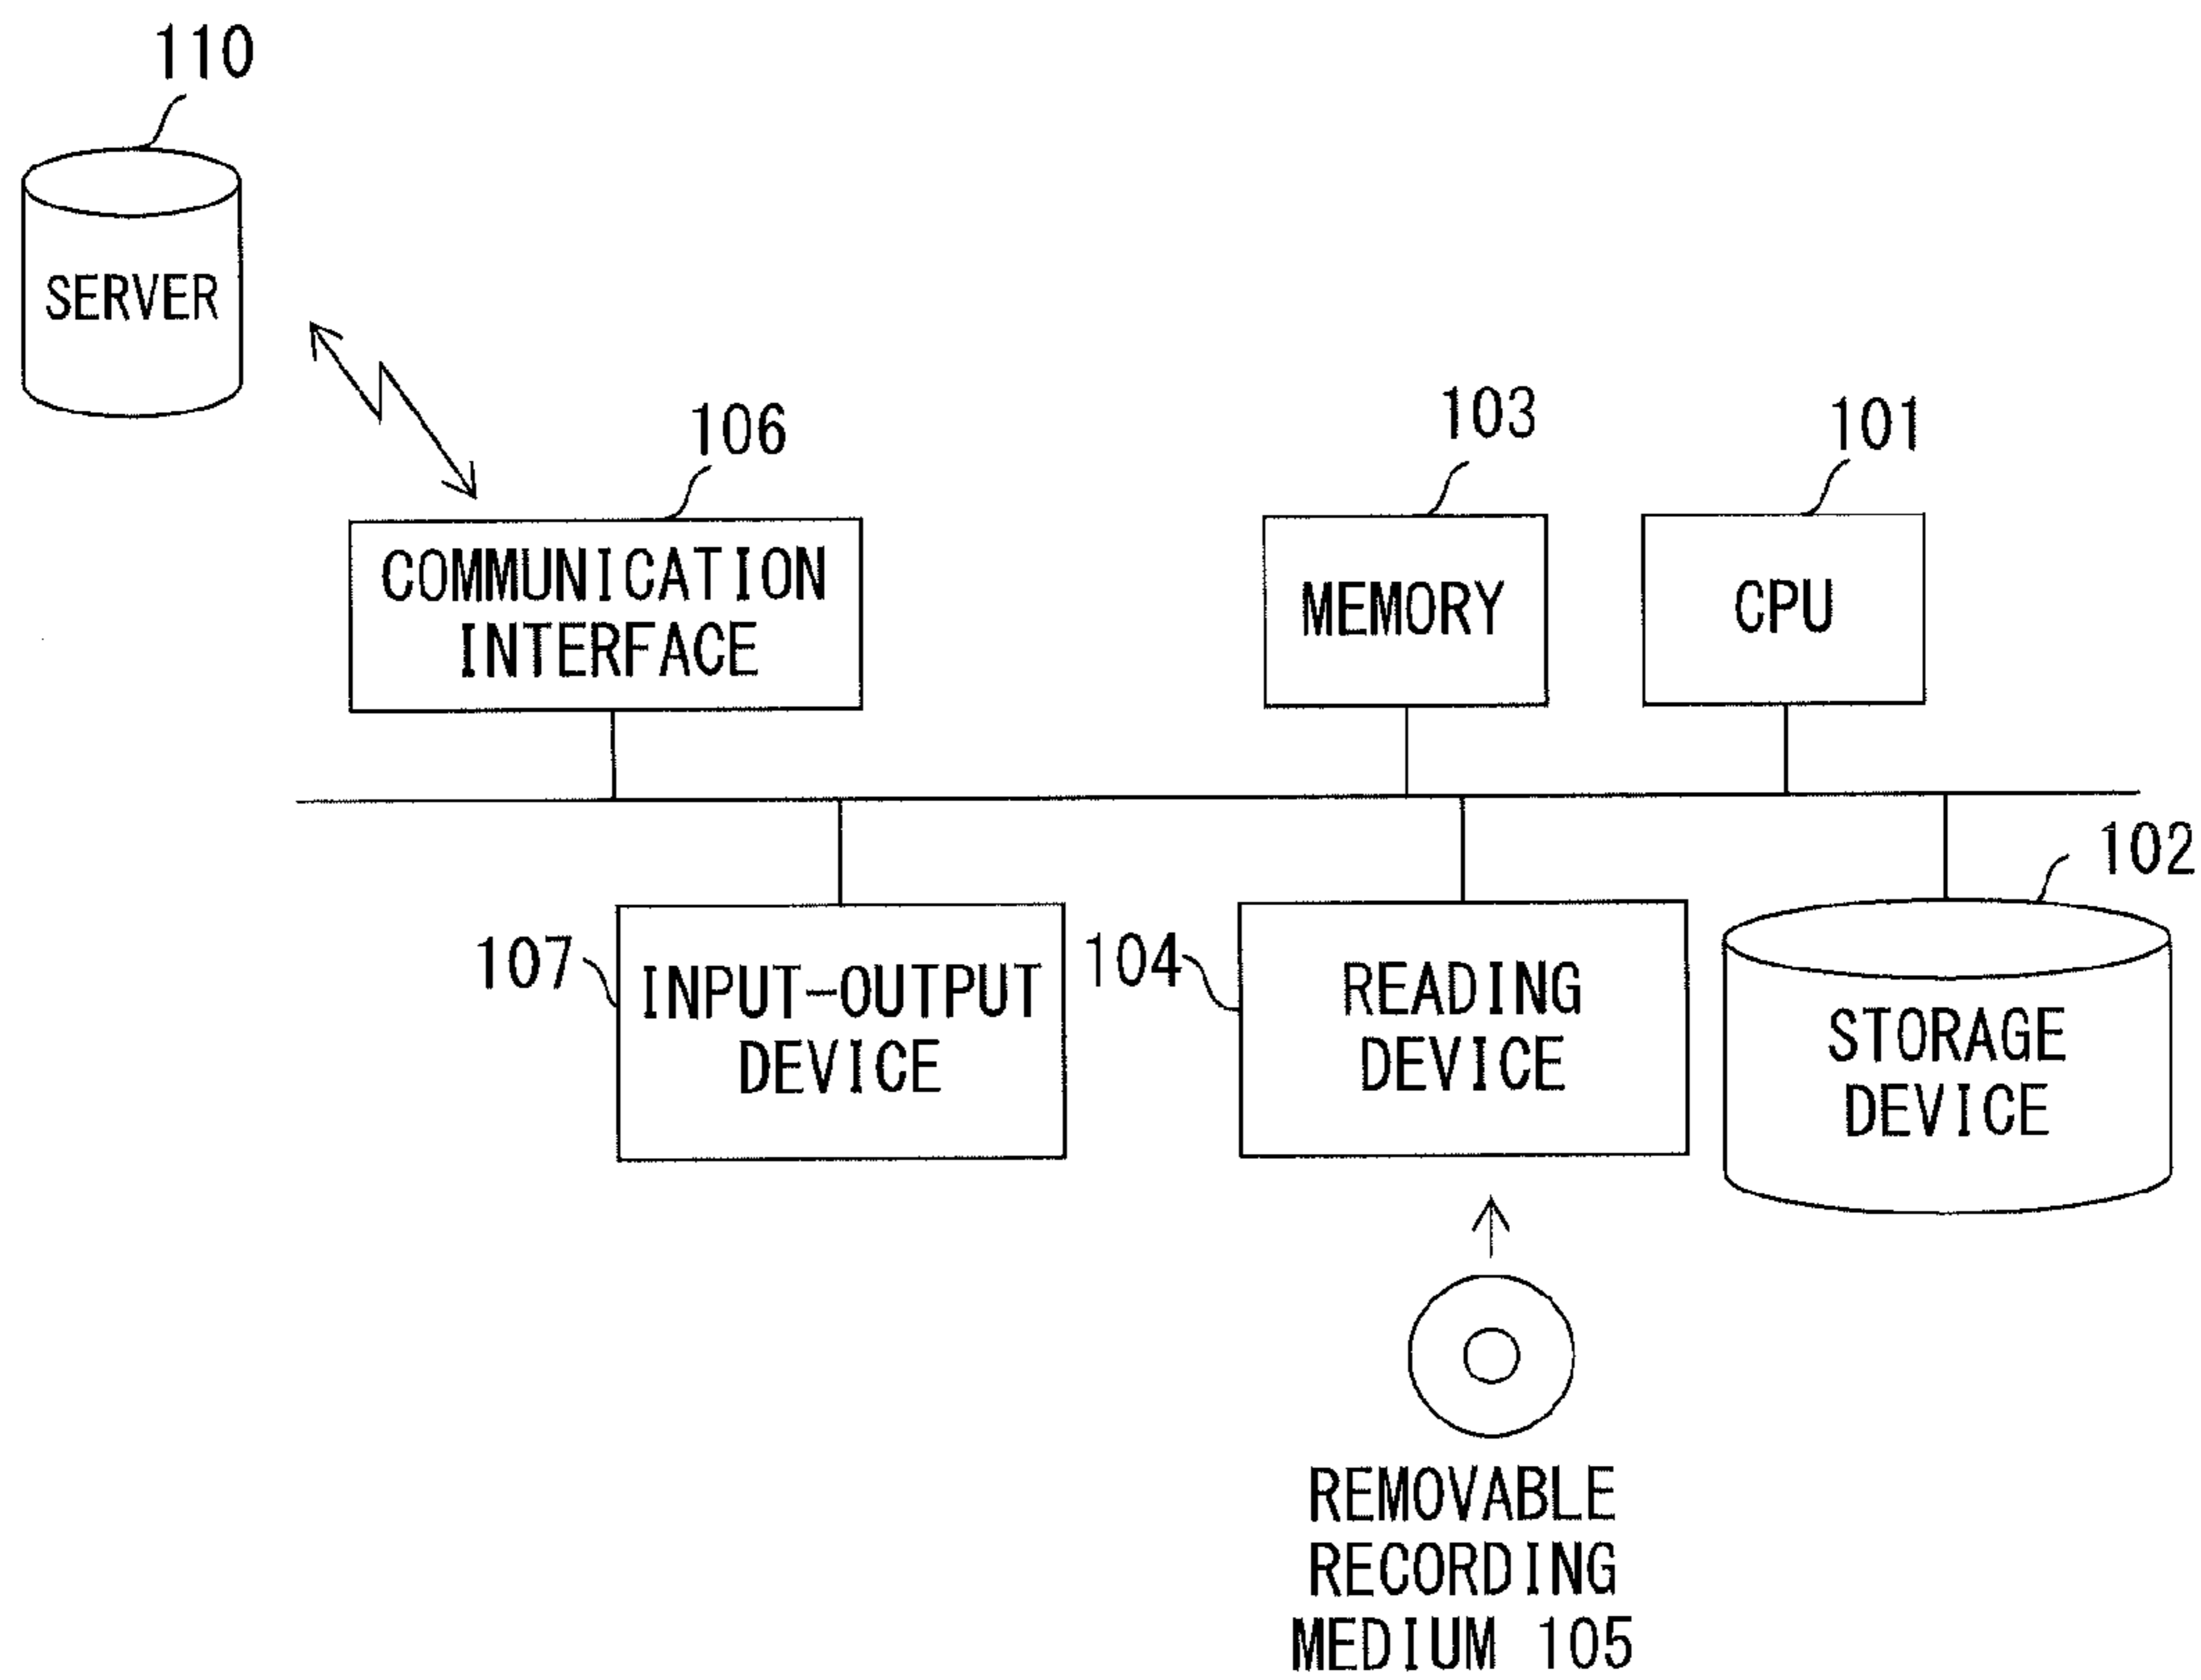 110
SERVER
106
COMMUNICATION
INTERFACE
103
MEMORY
101
CPU
107
INPUT-OUTPUT
DEVICE
104
READING
DEVICE
102
STORAGE
DEVICE
REMOVABLE
RECORDING
MEDIUM 105